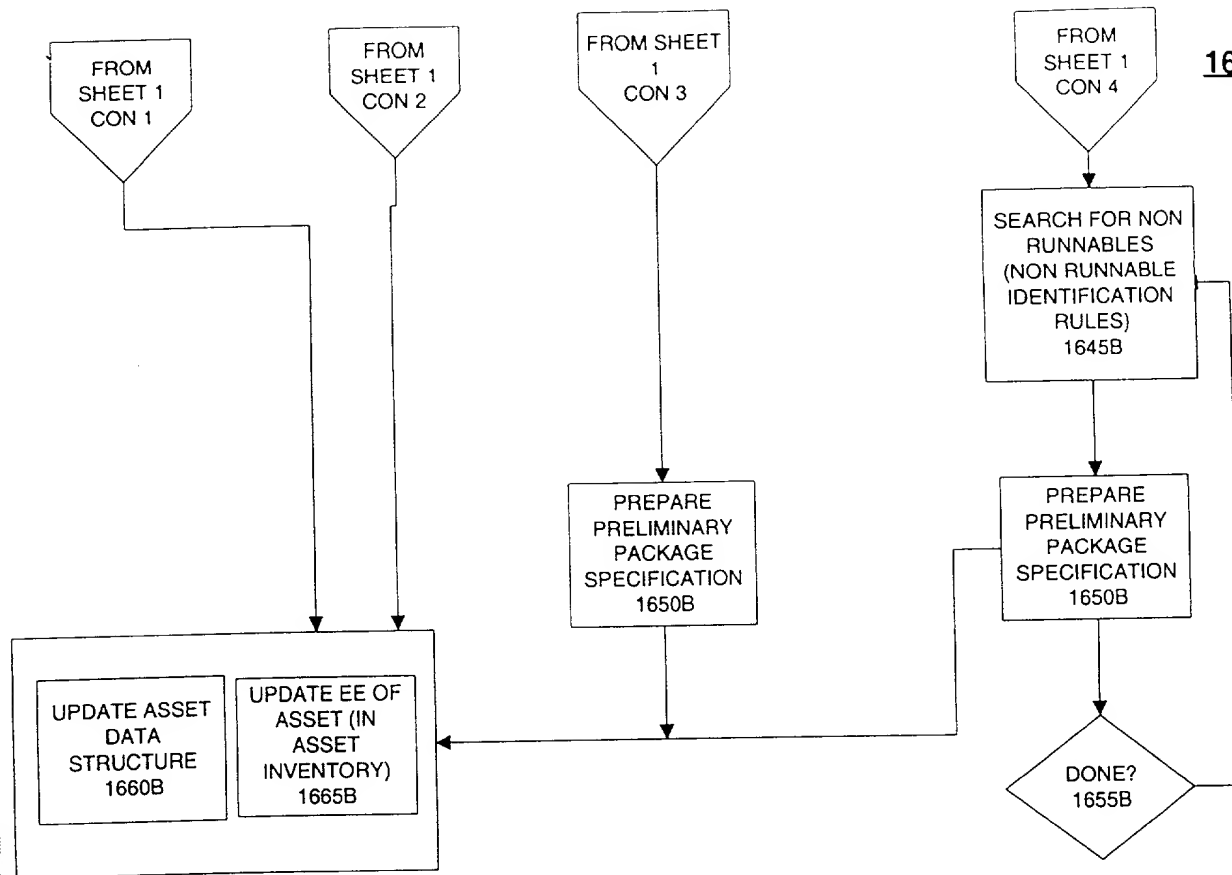 FROM
SHEET 1
CON 1
FROM
SHEET 1
CON 2
FROM SHEET
1
CON 3
FROM
SHEET 1
CON 4
16
SEARCH FOR NON
RUNNABLES
(NON RUNNABLE
IDENTIFICATION
RULES)
1645B
PREPARE
PRELIMINARY
PACKAGE
SPECIFICATION
1650B
PREPARE
PRELIMINARY
PACKAGE
SPECIFICATION
1650B
UPDATE ASSET
DATA
STRUCTURE
1660B
UPDATE EE OF
ASSET (IN
ASSET
INVENTORY)
1665B
DONE?
1655B